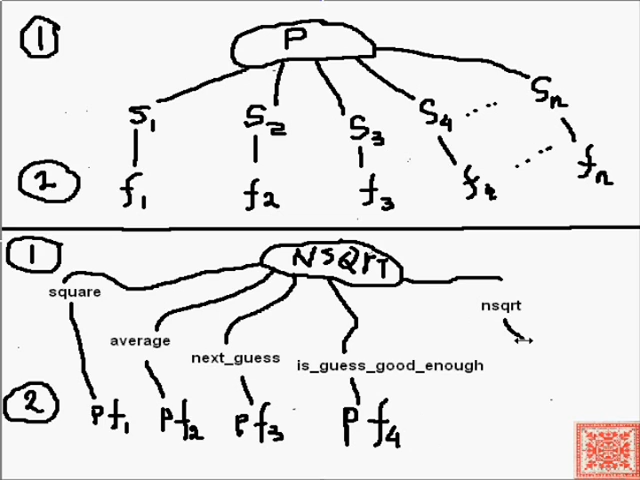 1 P
S1 S2 S3 S4 ... Sn
2 f1 f2 f3 f4 ... fn
1 NSQrT
square nsqrt
average
next_guess
is_guess_good_enough
2 Pf1 Pf2 Pf3 Pf4